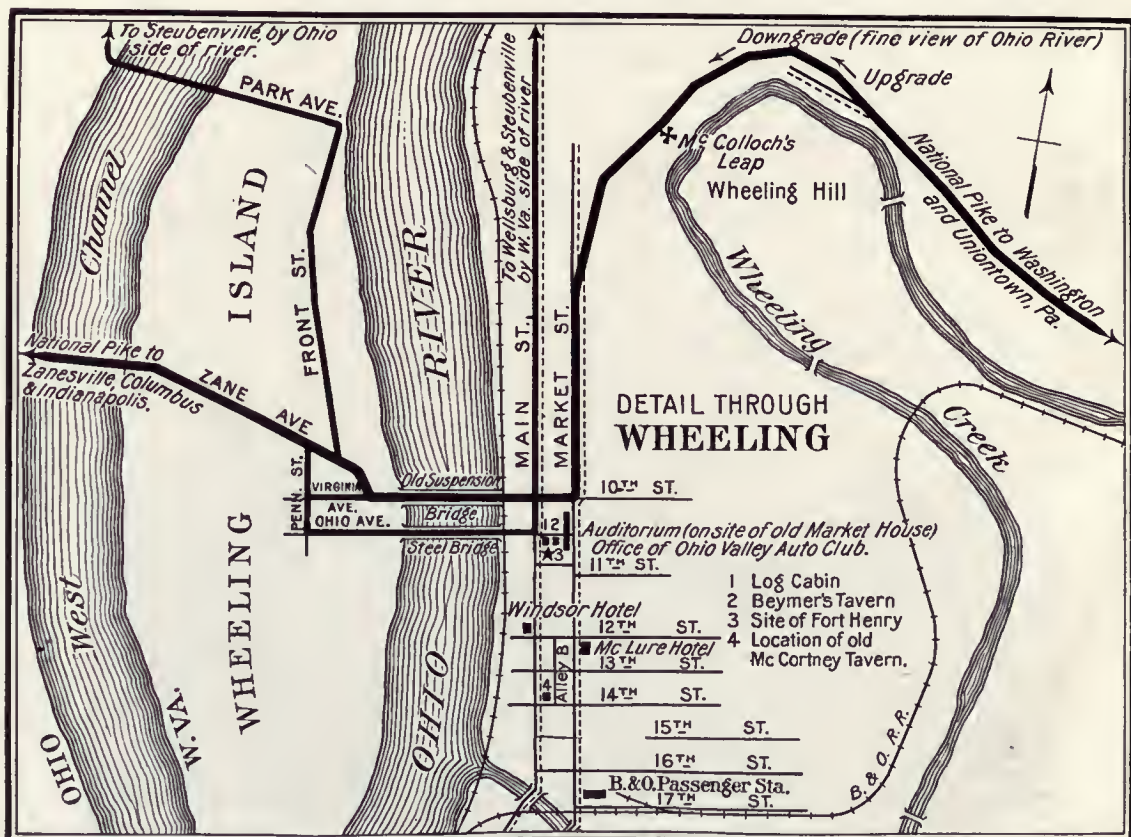 To Steubenville, by Ohio
side of river.
PARK AVE.
Channel
ISLAND
FRONT ST.
RIVER
To Wellsburg & Steubenville
by W. Va. side of river
Downgrade (fine view of Ohio River)
Upgrade
Mc Colloch's
Leap
Wheeling Hill
National Pike to Washington
and Uniontown, Pa.
Wheeling
Creek
National Pike to
Zanesville, Columbus
& Indianapolis.
ZANE AVE
MAIN ST.
MARKET ST.
DETAIL THROUGH
WHEELING
PENN. ST.
VIRGINIA
AVE.
OHIO AVE.
Old Suspension
Bridge
Steel Bridge
10TH ST.
12
3
Auditorium (on site of old Market House)
Office of Ohio Valley Auto Club.
11TH ST.
1 Log Cabin
2 Beymer's Tavern
3 Site of Fort Henry
4 Location of old
Mc Cortney Tavern.
West
WHEELING
OHIO
W. VA.
OHIO
Windsor Hotel
12TH ST.
Mc Lure Hotel
13TH ST.
Alley B
4
14TH ST.
15TH ST.
16TH ST.
B.&O. Passenger Sta.
17TH ST.
B. & O. R.R.